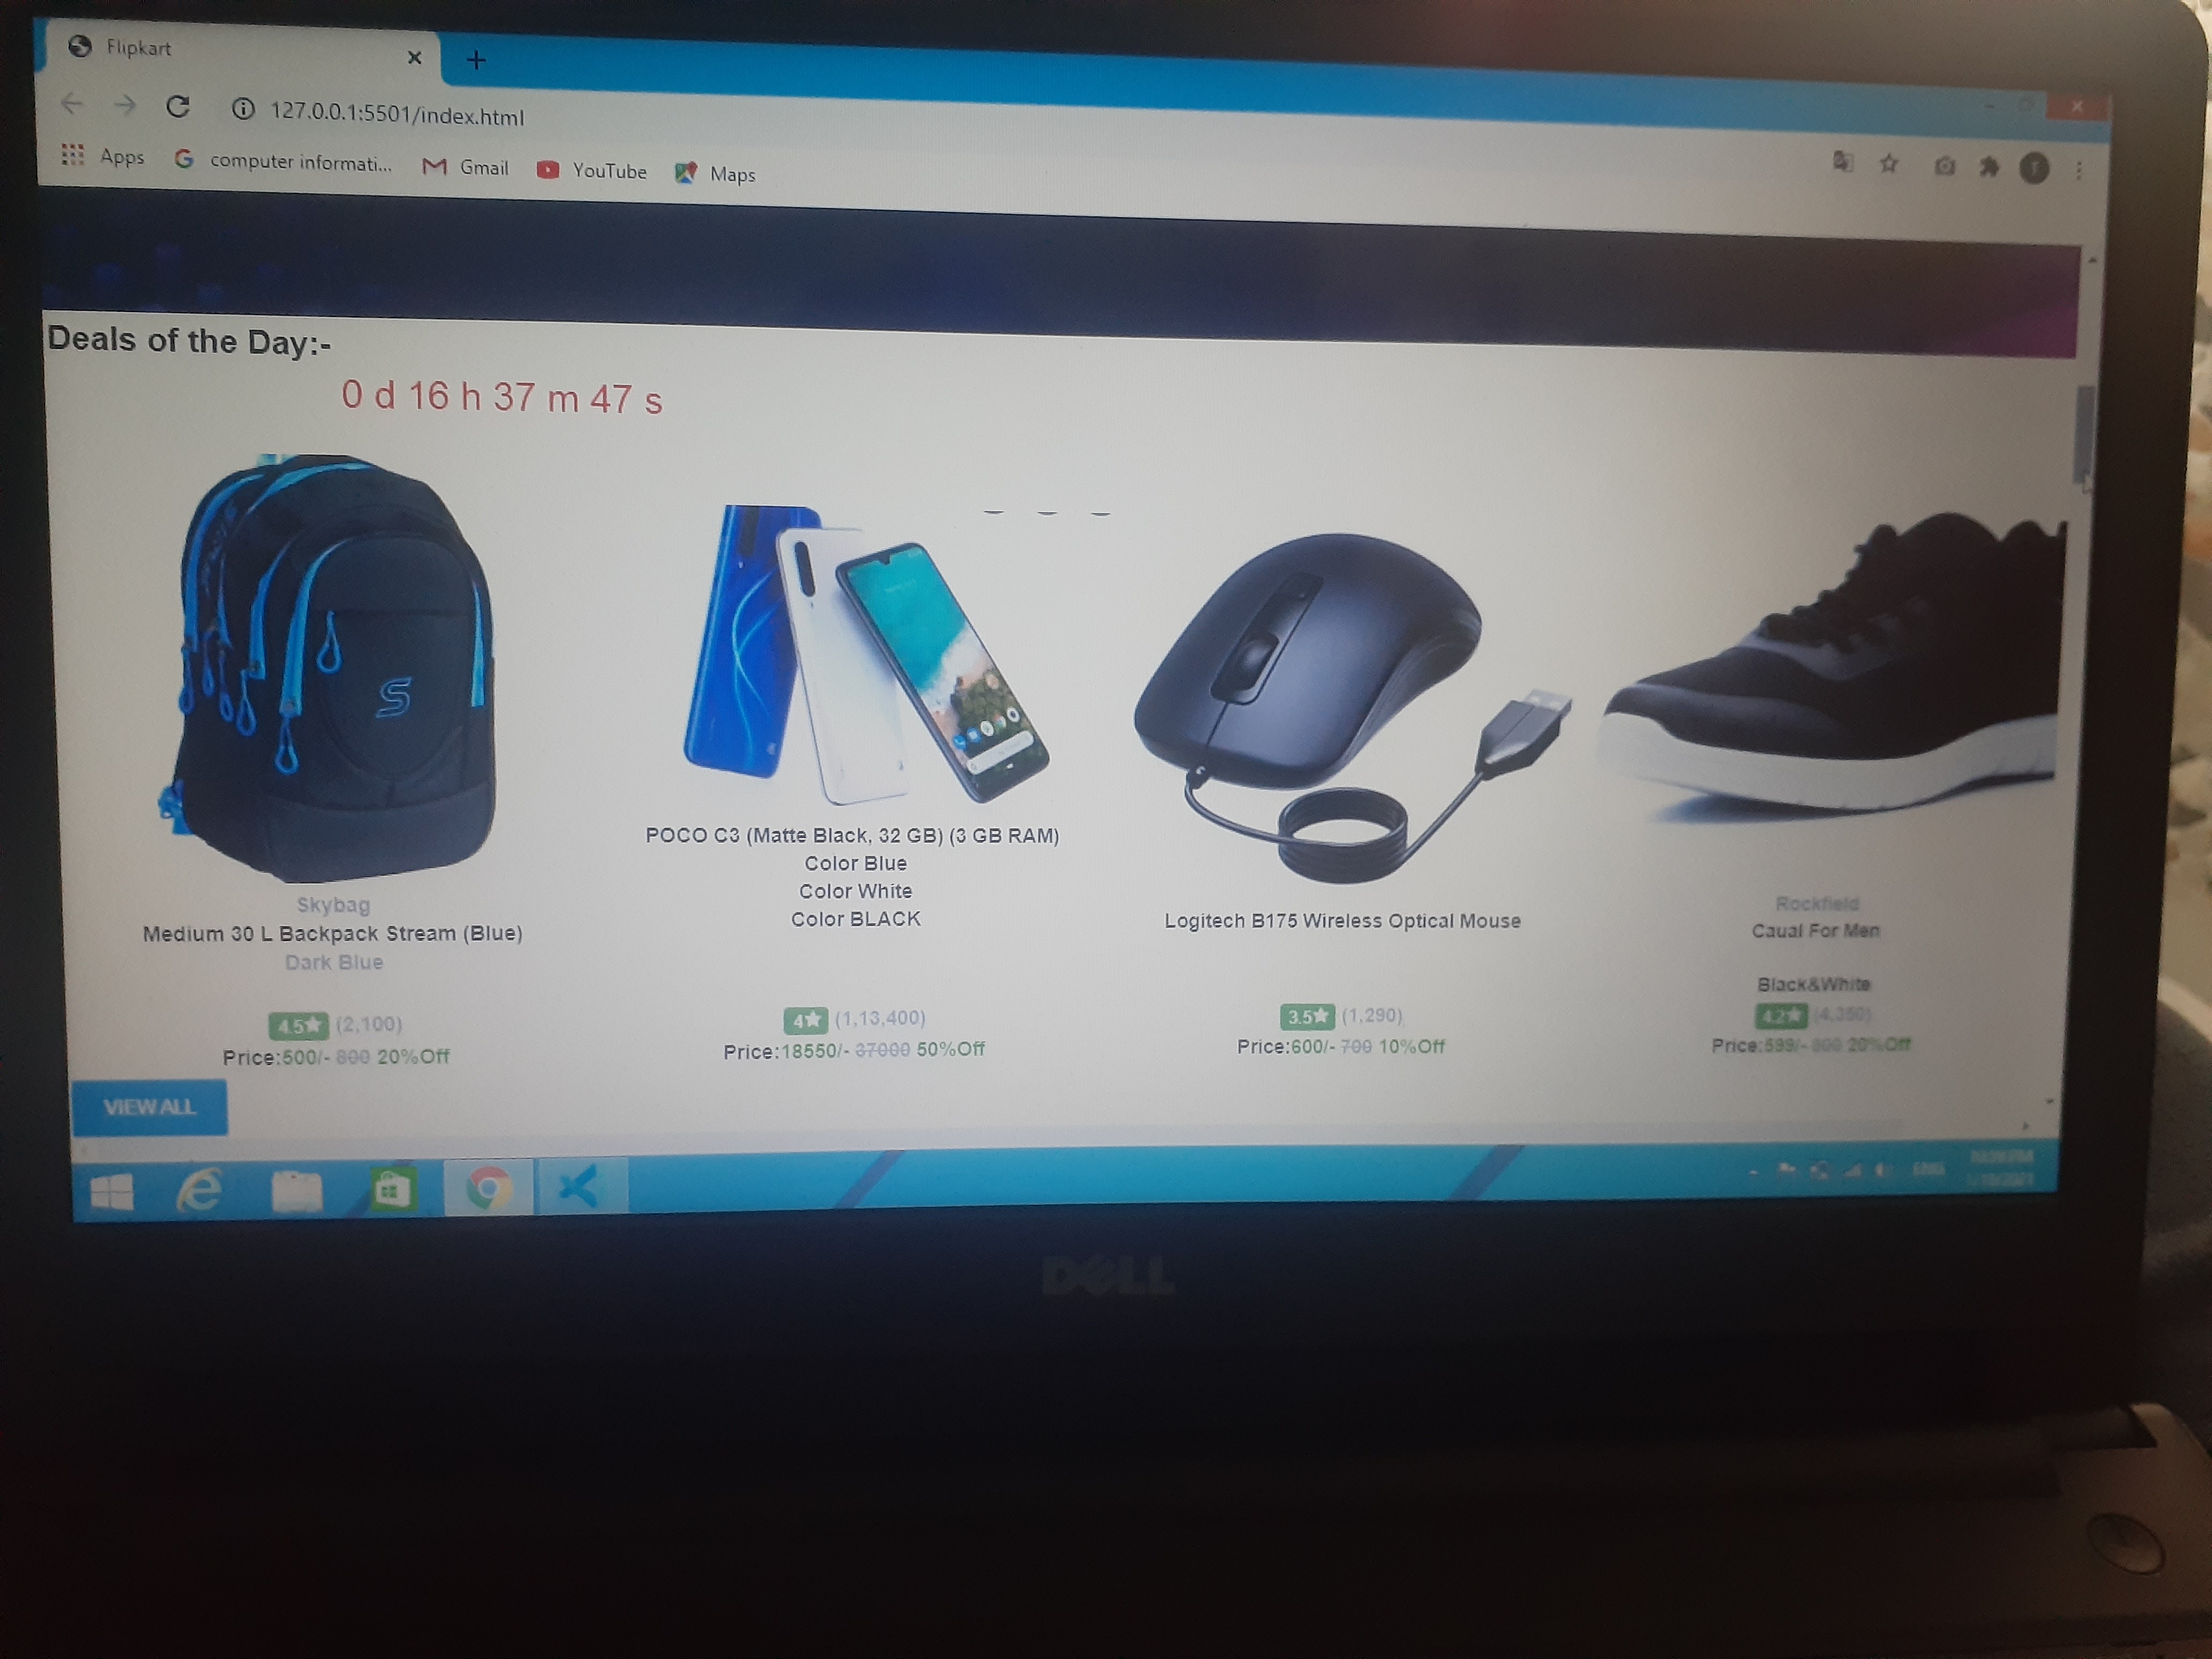 Flipkart
127.0.0.1:5501/index.html
Apps computer informati... Gmail YouTube Maps
Deals of the Day:-
0 d 16 h 37 m 47 s
S
Skybag
Medium 30 L Backpack Stream (Blue)
Dark Blue
4.5★ (2,100)
Price:500/- 800 20%Off
POCO C3 (Matte Black, 32 GB) (3 GB RAM)
Color Blue
Color White
Color BLACK
4★ (1,13,400)
Price:18550/- 37000 50%Off
Logitech B175 Wireless Optical Mouse
3.5★ (1,290)
Price:600/- 700 10%Off
Rockfield
Caual For Men
Black&White
4.2★ (4,350)
Price:599/- 800 20%Off
VIEW ALL
DELL